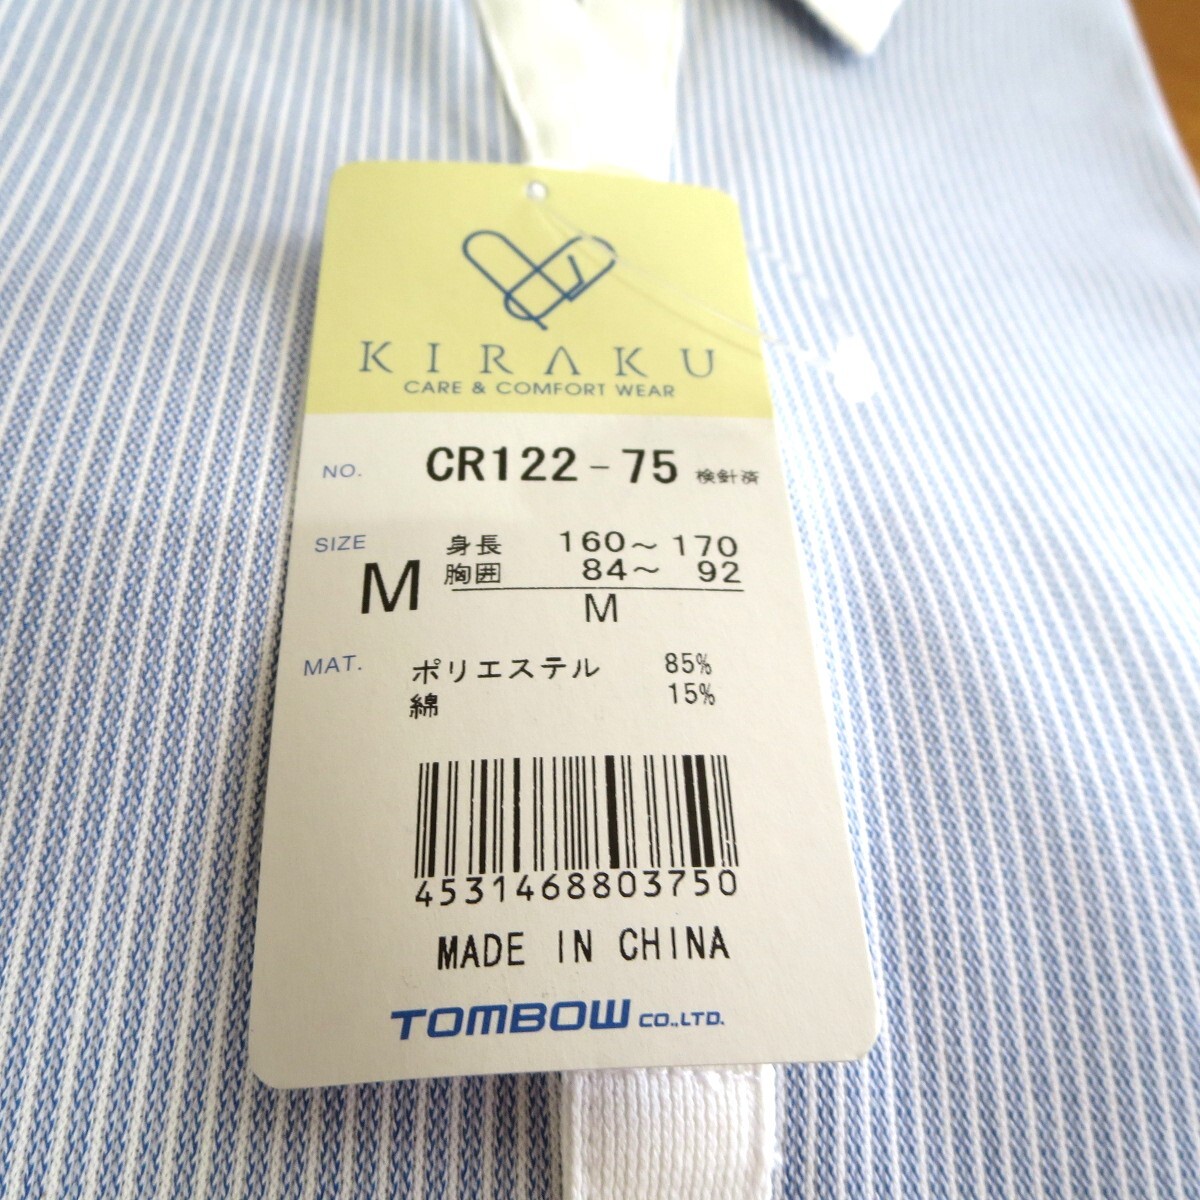 KIRAKU
CARE & COMFORT WEAR
NO. CR122-75 検針済
SIZE M 身長 160~170
胸囲 84~ 92
M
MAT. ポリエステル 85%
綿 15%
4531468803750
MADE IN CHINA
TOMBOW CO.,LTD.